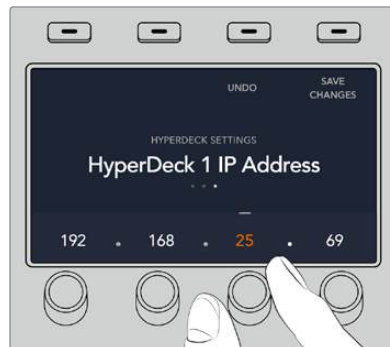 UNDO
SAVE
CHANGES
HYPERDECK SETTINGS
HyperDeck 1 IP Address
192 . 168 . 25 . 69